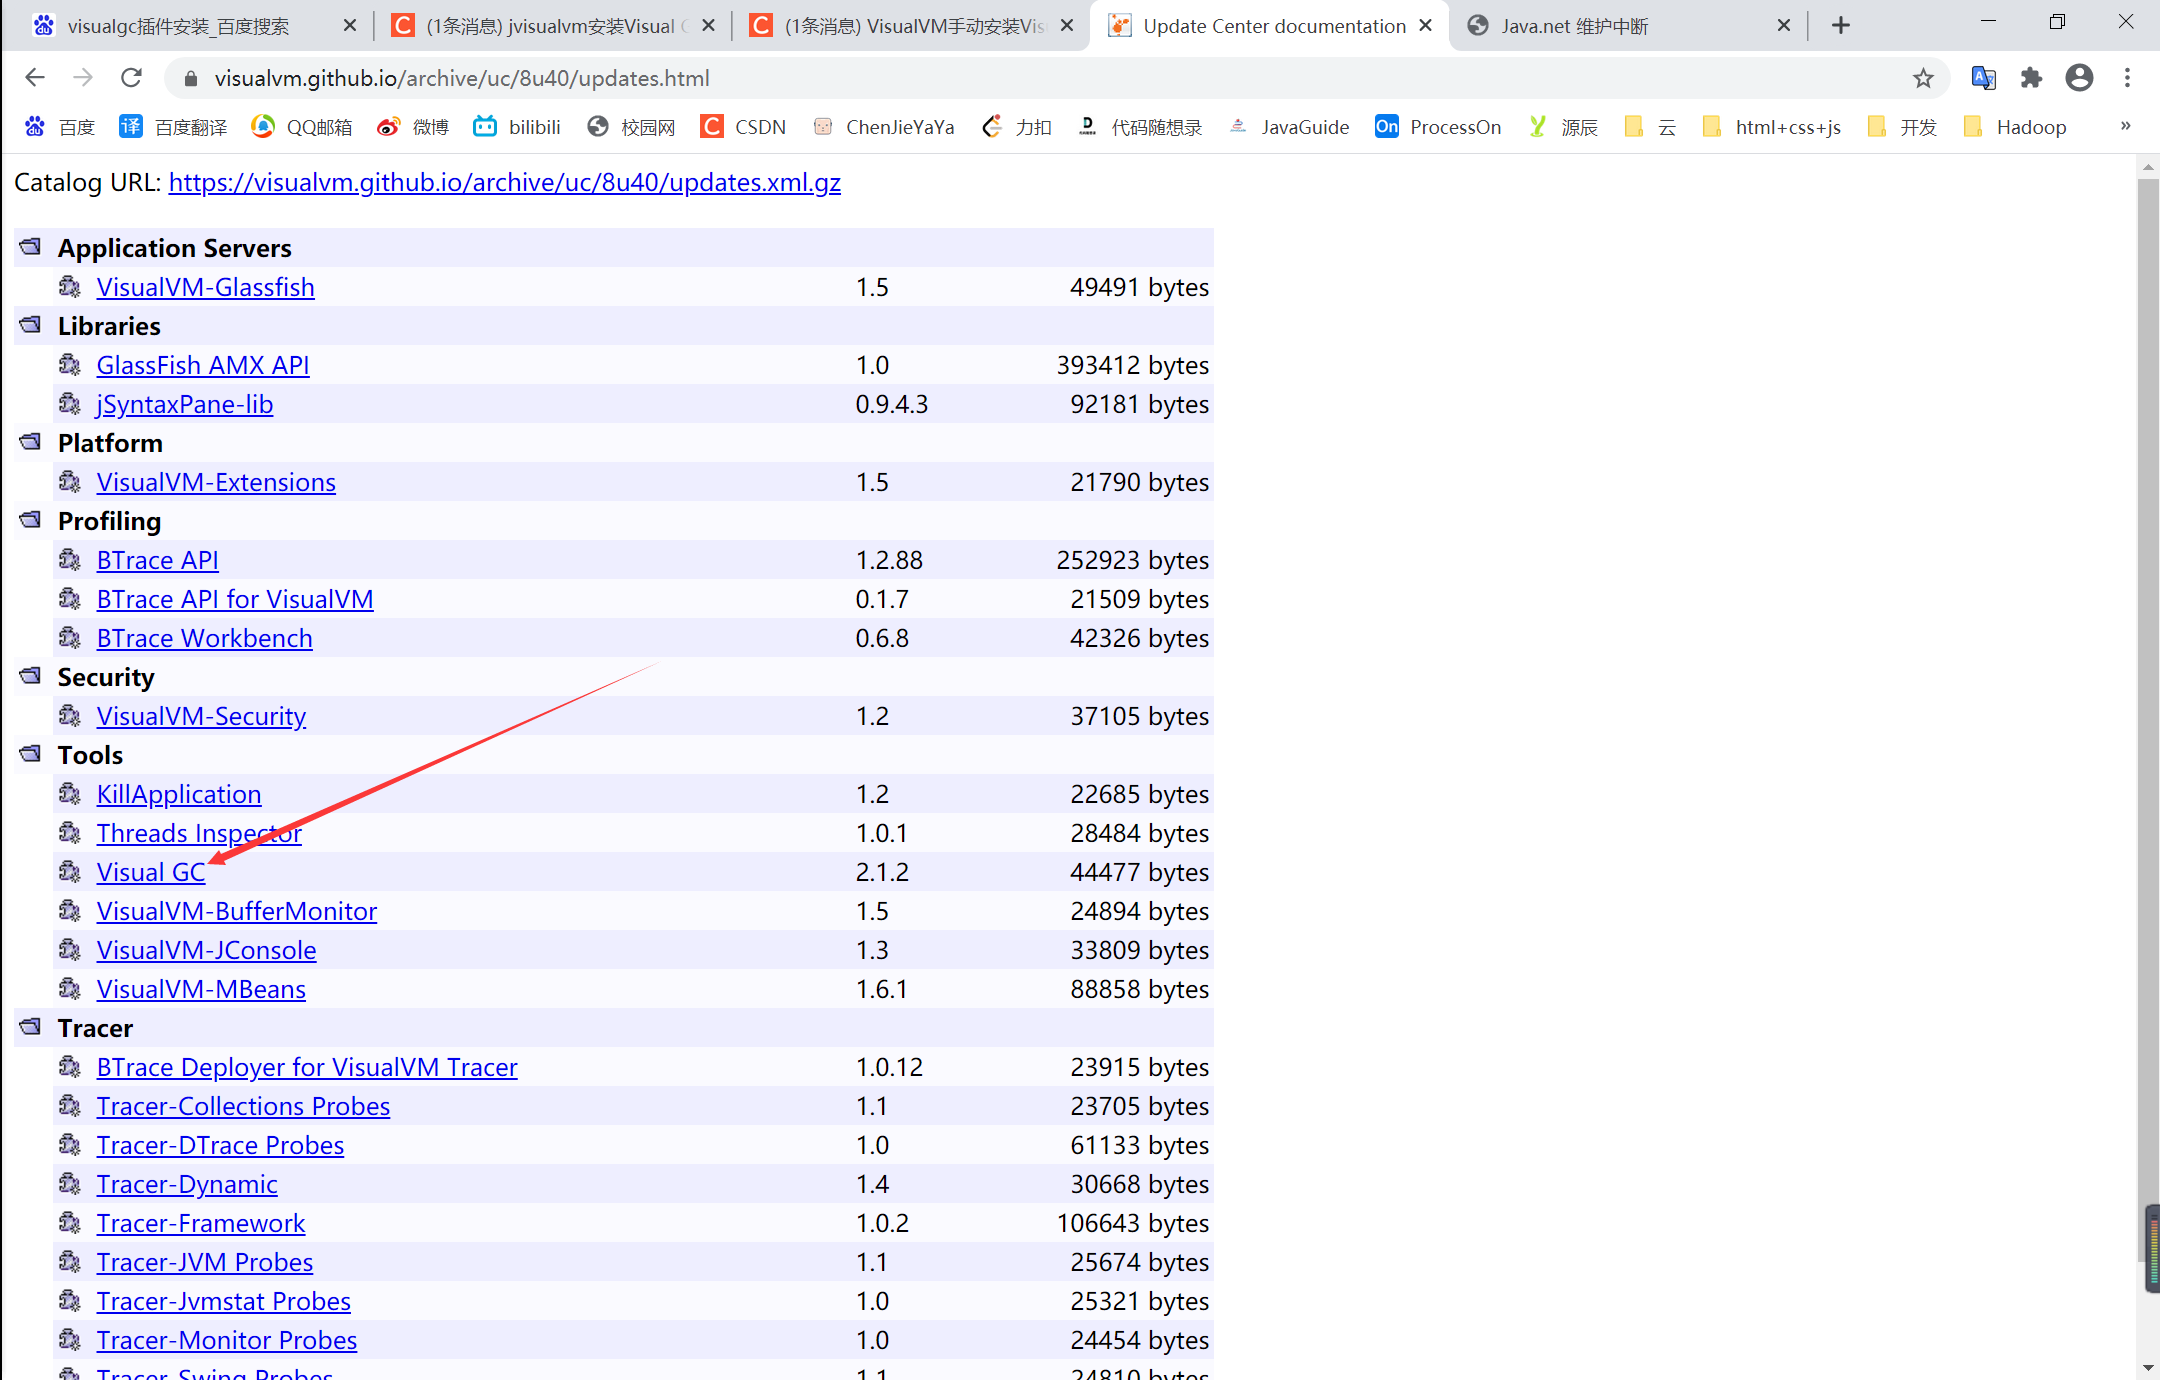 visualgc插件安装_百度搜索
(1条消息) jvisualvm安装Visual
(1条消息) VisualVM手动安装Vis
Update Center documentation
Java.net 维护中断
visualvm.github.io/archive/uc/8u40/updates.html
百度 译 百度翻译 QQ邮箱 微博 bilibili 校园网 C CSDN ChenJieYaYa 力扣 代码随想录 JavaGuide On ProcessOn 源辰 云 html+css+js 开发 Hadoop »
Catalog URL: https://visualvm.github.io/archive/uc/8u40/updates.xml.gz
Application Servers
VisualVM-Glassfish 1.5 49491 bytes
Libraries
GlassFish AMX API 1.0 393412 bytes
jSyntaxPane-lib 0.9.4.3 92181 bytes
Platform
VisualVM-Extensions 1.5 21790 bytes
Profiling
BTrace API 1.2.88 252923 bytes
BTrace API for VisualVM 0.1.7 21509 bytes
BTrace Workbench 0.6.8 42326 bytes
Security
VisualVM-Security 1.2 37105 bytes
Tools
KillApplication 1.2 22685 bytes
Threads Inspector 1.0.1 28484 bytes
Visual GC 2.1.2 44477 bytes
VisualVM-BufferMonitor 1.5 24894 bytes
VisualVM-JConsole 1.3 33809 bytes
VisualVM-MBeans 1.6.1 88858 bytes
Tracer
BTrace Deployer for VisualVM Tracer 1.0.12 23915 bytes
Tracer-Collections Probes 1.1 23705 bytes
Tracer-DTrace Probes 1.0 61133 bytes
Tracer-Dynamic 1.4 30668 bytes
Tracer-Framework 1.0.2 106643 bytes
Tracer-JVM Probes 1.1 25674 bytes
Tracer-Jvmstat Probes 1.0 25321 bytes
Tracer-Monitor Probes 1.0 24454 bytes
Tracer-Swing Probes 1.1 24810 bytes